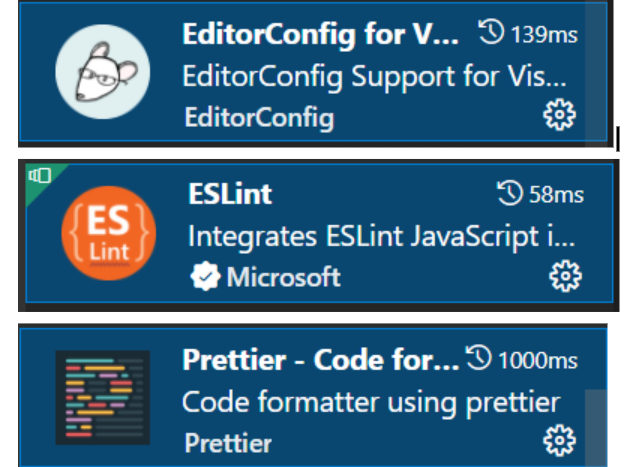 EditorConfig for V... 139ms
EditorConfig Support for Vis...
EditorConfig
ESLint 58ms
{ES}
Lint
Integrates ESLint JavaScript i...
Microsoft
Prettier - Code for... 1000ms
Code formatter using prettier
Prettier